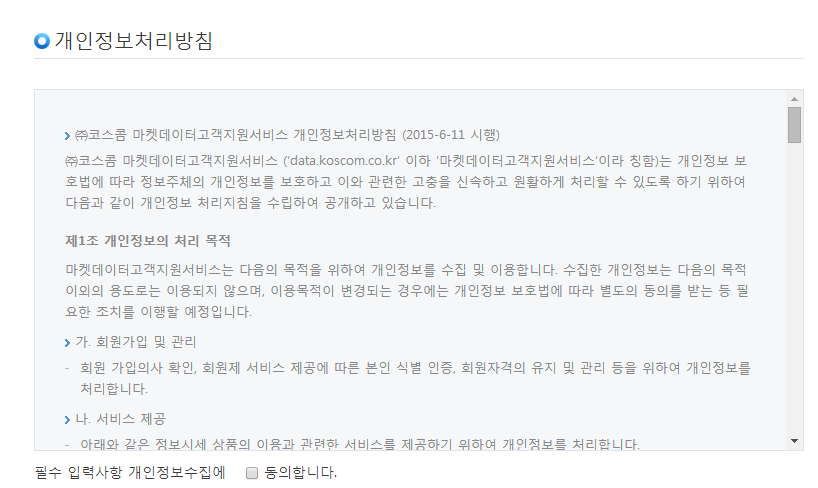 개인정보처리방침
㈜코스콤 마켓데이터고객지원서비스 개인정보처리방침 (2015-6-11 시행)
㈜코스콤 마켓데이터고객지원서비스 ('data.koscom.co.kr' 이하 '마켓데이터고객지원서비스'이라 칭함)는 개인정보 보
호법에 따라 정보주체의 개인정보를 보호하고 이와 관련한 고충을 신속하고 원활하게 처리할 수 있도록 하기 위하여
다음과 같이 개인정보 처리지침을 수립하여 공개하고 있습니다.
제1조 개인정보의 처리 목적
마켓데이터고객지원서비스는 다음의 목적을 위하여 개인정보를 수집 및 이용합니다. 수집한 개인정보는 다음의 목적
이외의 용도로는 이용되지 않으며, 이용목적이 변경되는 경우에는 개인정보 보호법에 따라 별도의 동의를 받는 등 필
요한 조치를 이행할 예정입니다.
가. 회원가입 및 관리
- 회원 가입의사 확인, 회원제 서비스 제공에 따른 본인 식별 인증, 회원자격의 유지 및 관리 등을 위하여 개인정보를
처리합니다.
나. 서비스 제공
- 아래와 같은 정보시세 상품의 이용과 관련한 서비스를 제공하기 위하여 개인정보를 처리합니다.
필수 입력사항 개인정보수집에 동의합니다.